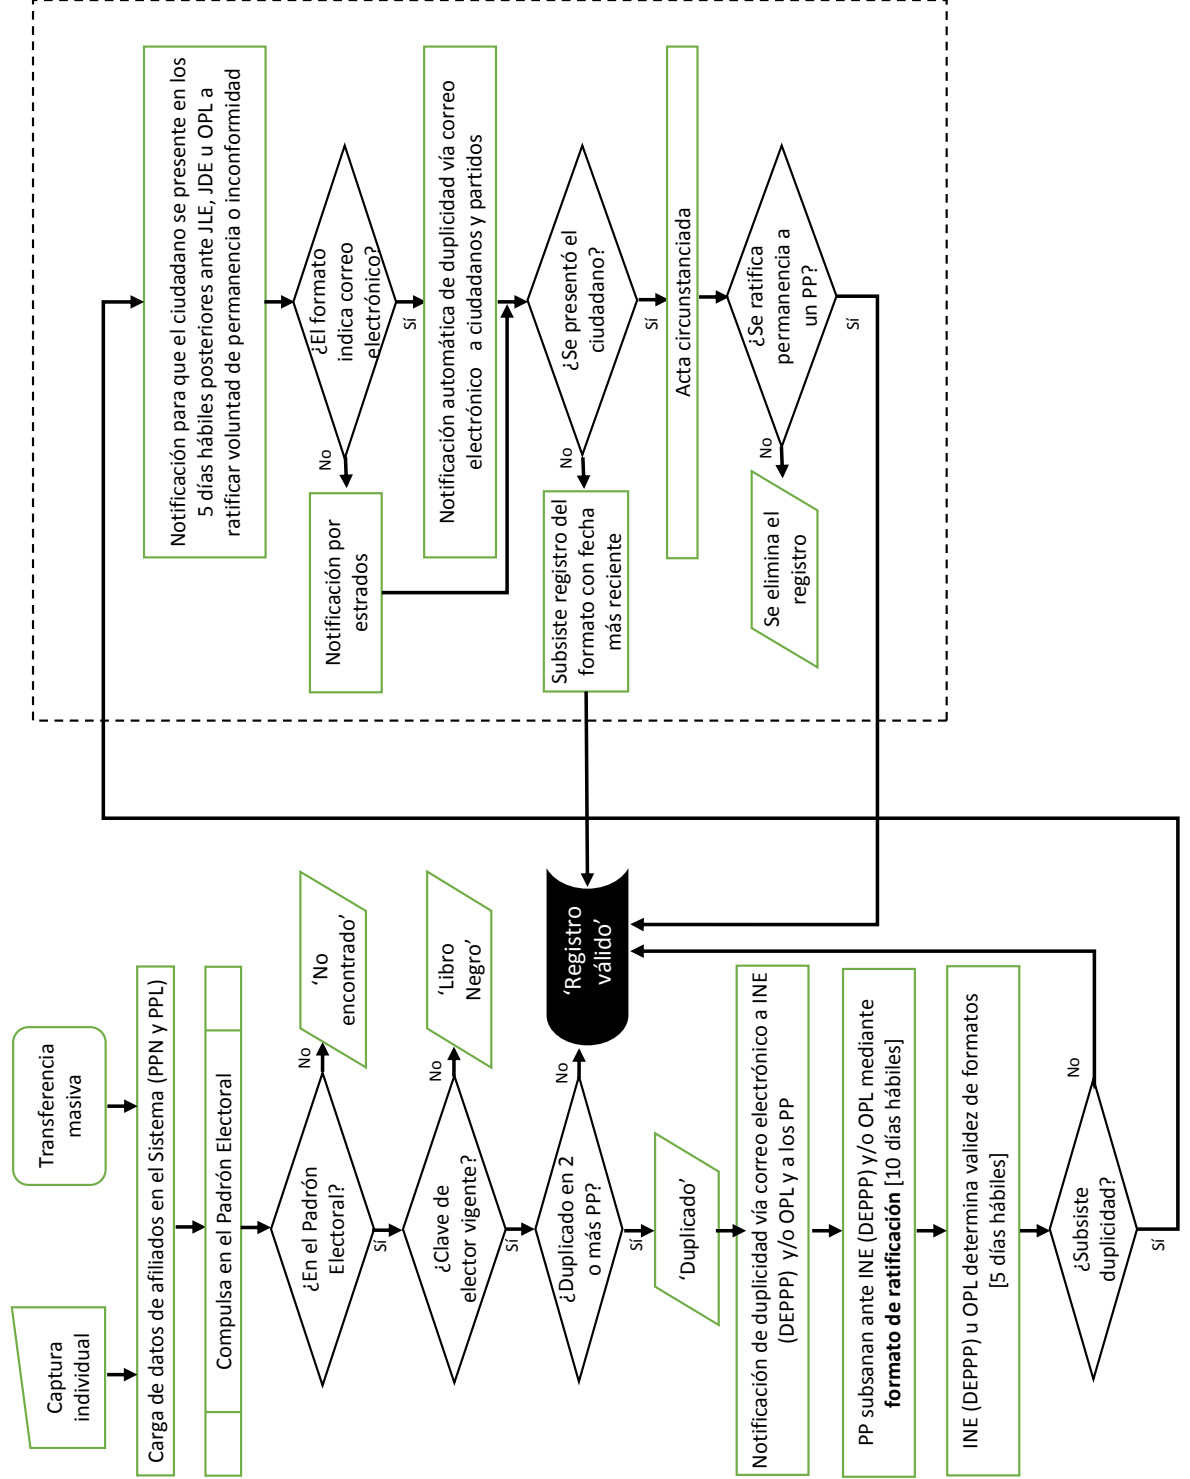 Captura
individual
Transferencia
masiva
Carga de datos de afiliados en el Sistema (PPN y PPL)
Compulsa en el Padrón Electoral
¿En el Padrón
Electoral?
No
‘No
encontrado’
Sí
¿Clave de
elector vigente?
No
‘Libro
Negro’
Sí
¿Duplicado en 2
o más PP?
No
‘Registro
válido’
Sí
‘Duplicado’
Notificación de duplicidad vía correo electrónico a INE
(DEPPP) y/o OPL y a los PP
PP subsanan ante INE (DEPPP) y/o OPL mediante
formato de ratificación [10 días hábiles]
INE (DEPPP) u OPL determina validez de formatos
[5 días hábiles]
¿Subsiste
duplicidad?
No
Sí
Notificación para que el ciudadano se presente en los
5 días hábiles posteriores ante JLE, JDE u OPL a
ratificar voluntad de permanencia o inconformidad
¿El formato
indica correo
electrónico?
No
Notificación por
estrados
Sí
Notificación automática de duplicidad vía correo
electrónico a ciudadanos y partidos
¿Se presentó el
ciudadano?
No
Subsiste registro del
formato con fecha
más reciente
Sí
Acta circunstanciada
¿Se ratifica
permanencia a
un PP?
No
Se elimina el
registro
Sí